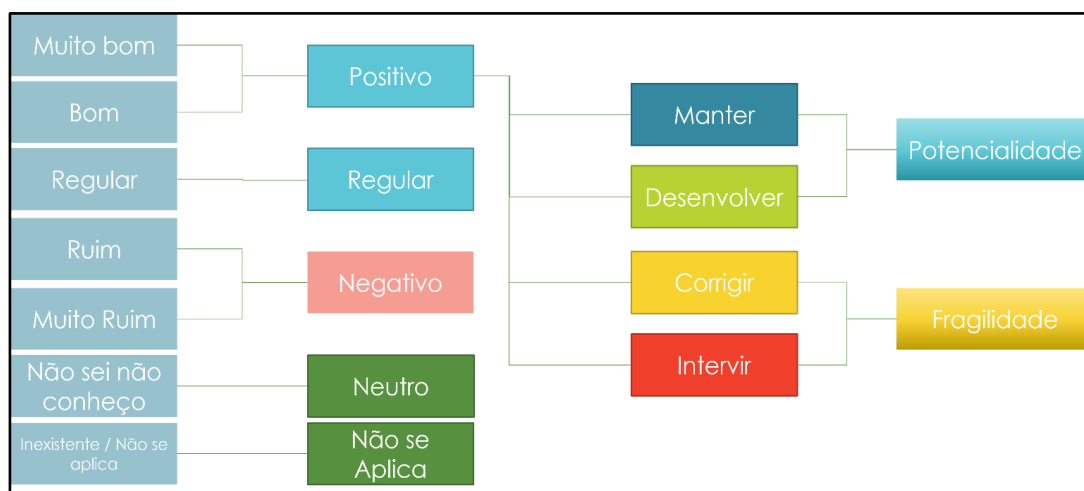 Muito bom
Bom
Regular
Ruim
Muito Ruim
Não sei não
conheço
Inexistente / Não se
aplica
Positivo
Regular
Negativo
Neutro
Não se
Aplica
Manter
Desenvolver
Corrigir
Intervir
Potencialidade
Fragilidade